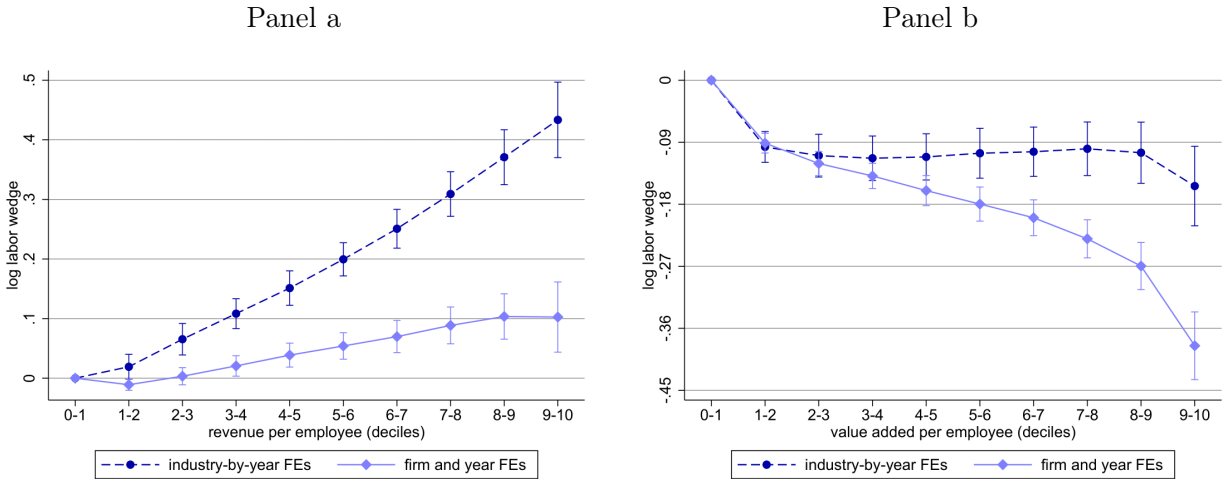 Panel a
.5
.4
.3
.2
.1
0
log labor wedge
0-1 1-2 2-3 3-4 4-5 5-6 6-7 7-8 8-9 9-10
revenue per employee (deciles)
industry-by-year FEs firm and year FEs
Panel b
0
-.09
-.18
-.27
-.36
-.45
log labor wedge
0-1 1-2 2-3 3-4 4-5 5-6 6-7 7-8 8-9 9-10
value added per employee (deciles)
industry-by-year FEs firm and year FEs